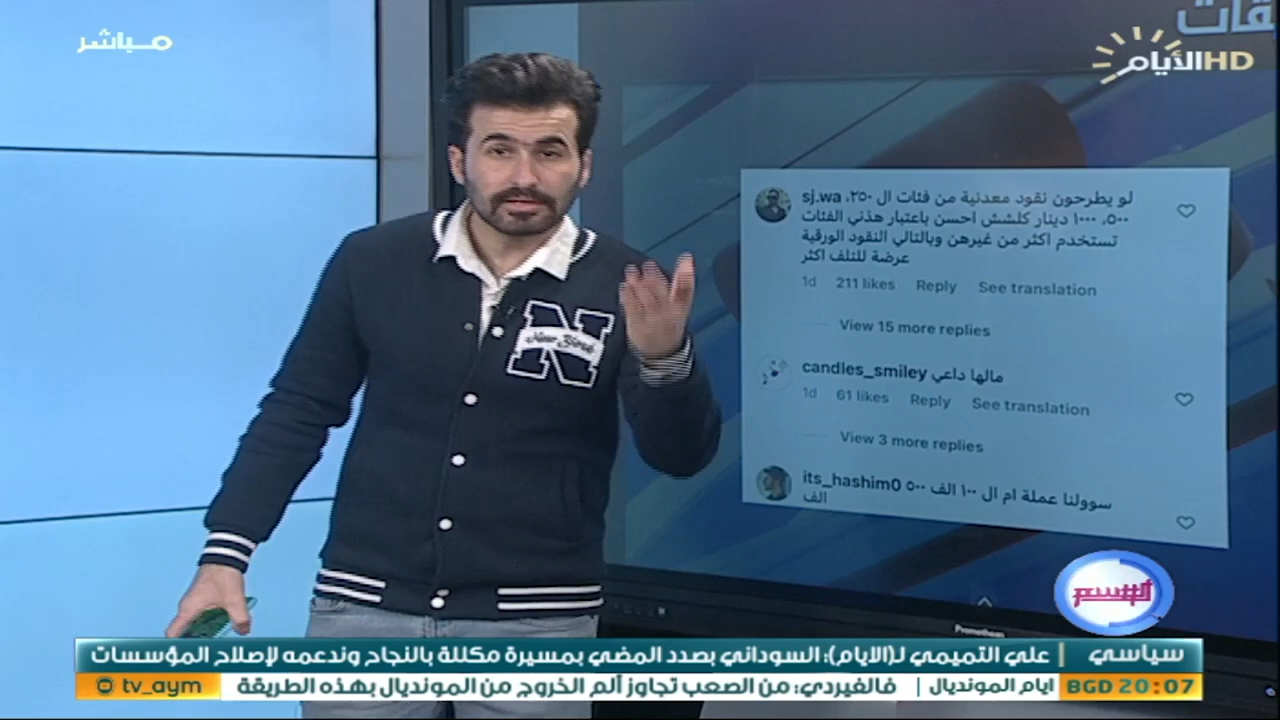 مباشر
قات
الأيام HD
sj.wa لو يطرحون نقود معدنية من فئات ال ٢٥٠،
٥٠٠، ١٠٠٠ دينار كلشش احسن باعتبار هذني الفئات
تستخدم اكثر من غيرهن وبالتالي النقود الورقية
عرضة للتلف اكثر
1d 211 likes Reply See translation
View 15 more replies
candles_smiley مالها داعي
1d 61 likes Reply See translation
View 3 more replies
its_hashim0 سوولنا عملة ام ال ١٠٠ الف ٥٠٠
الف
N
Promethean
سياسي | علي التميمي لـ(الايام): السوداني بصدد المضي بمسيرة مكللة بالنجاح وندعمه لإصلاح المؤسسات
BGD 20:07 ايام المونديال | فالفيردي: من الصعب تجاوز ألم الخروج من المونديال بهذه الطريقة tv_aym